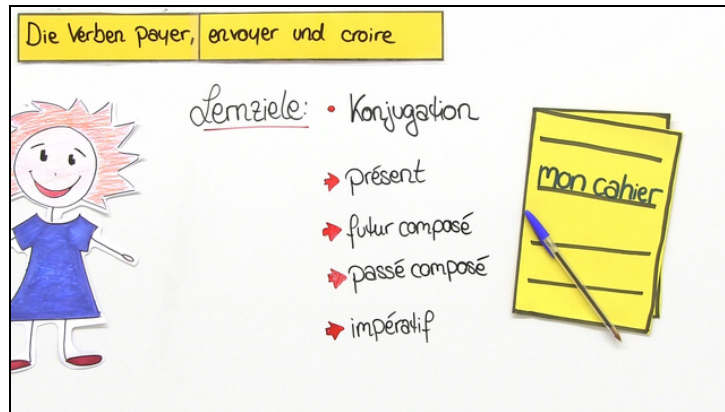 Die Verben payer, envoyer und croire
Lernziele: • Konjugation
présent
futur composé
passé composé
impératif
mon cahier